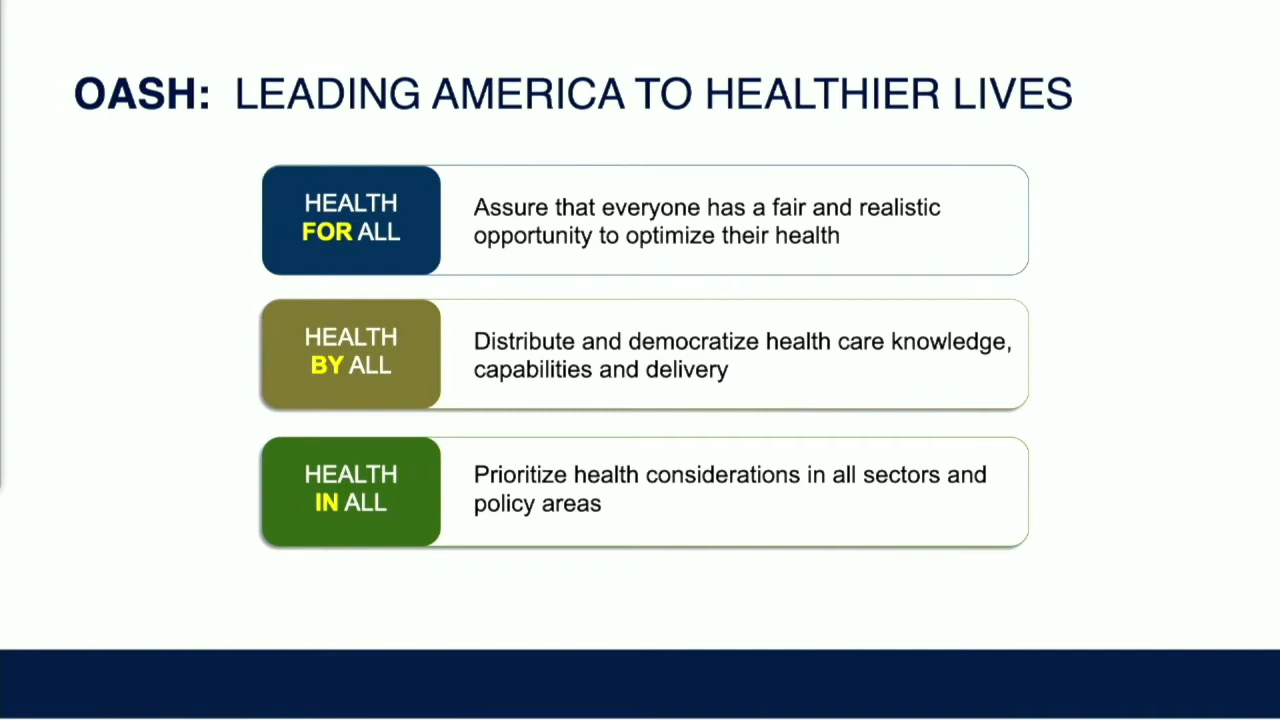 OASH: LEADING AMERICA TO HEALTHIER LIVES
HEALTH
FOR ALL
Assure that everyone has a fair and realistic
opportunity to optimize their health
HEALTH
BY ALL
Distribute and democratize health care knowledge,
capabilities and delivery
HEALTH
IN ALL
Prioritize health considerations in all sectors and
policy areas